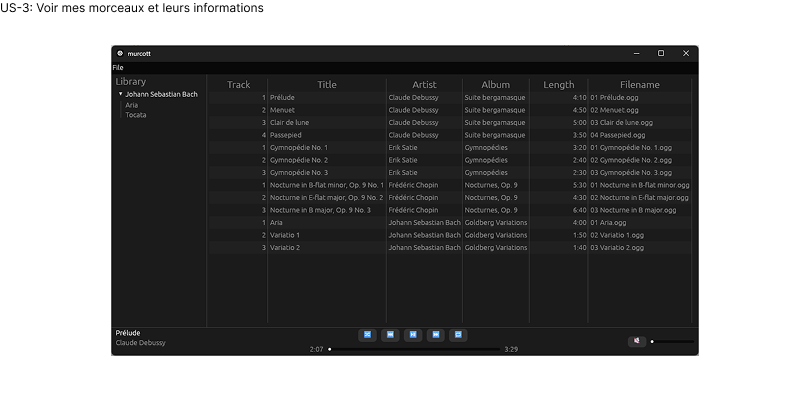 US-3: Voir mes morceaux et leurs informations
murcott
File
Library
Johann Sebastian Bach
Aria
Tocata
Track Title Artist Album Length Filename
1 Prélude Claude Debussy Suite bergamasque 4:10 01 Prélude.ogg
2 Menuet Claude Debussy Suite bergamasque 4:50 02 Menuet.ogg
3 Clair de lune Claude Debussy Suite bergamasque 5:00 03 Clair de lune.ogg
4 Passepied Claude Debussy Suite bergamasque 3:50 04 Passepied.ogg
1 Gymnopédie No. 1 Erik Satie Gymnopédies 3:20 01 Gymnopédie No. 1.ogg
2 Gymnopédie No. 2 Erik Satie Gymnopédies 2:40 02 Gymnopédie No. 2.ogg
3 Gymnopédie No. 3 Erik Satie Gymnopédies 2:30 03 Gymnopédie No. 3.ogg
1 Nocturne in B-flat minor, Op. 9 No. 1 Frédéric Chopin Nocturnes, Op. 9 5:30 01 Nocturne in B-flat minor.ogg
2 Nocturne in E-flat major, Op. 9 No. 2 Frédéric Chopin Nocturnes, Op. 9 4:30 02 Nocturne in E-flat major.ogg
3 Nocturne in B major, Op. 9 No. 3 Frédéric Chopin Nocturnes, Op. 9 6:40 03 Nocturne in B major.ogg
1 Aria Johann Sebastian Bach Goldberg Variations 4:00 01 Aria.ogg
2 Variatio 1 Johann Sebastian Bach Goldberg Variations 1:50 02 Variatio 1.ogg
3 Variatio 2 Johann Sebastian Bach Goldberg Variations 1:40 03 Variatio 2.ogg
Prélude
Claude Debussy
2:07 3:29